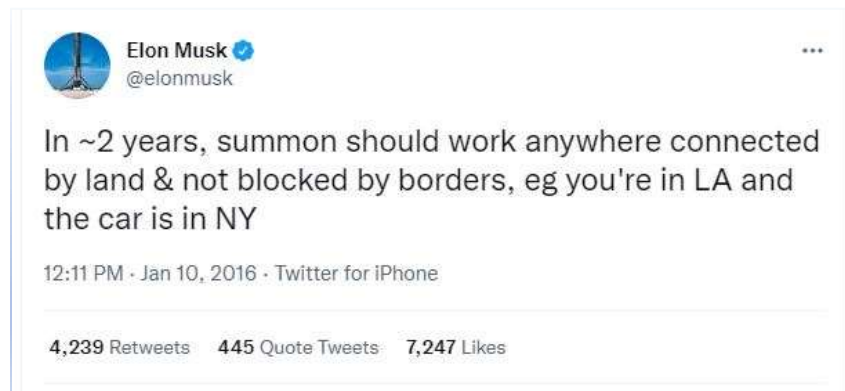 Elon Musk
@elonmusk
In ~2 years, summon should work anywhere connected
by land & not blocked by borders, eg you're in LA and
the car is in NY
12:11 PM · Jan 10, 2016 · Twitter for iPhone
4,239 Retweets 445 Quote Tweets 7,247 Likes